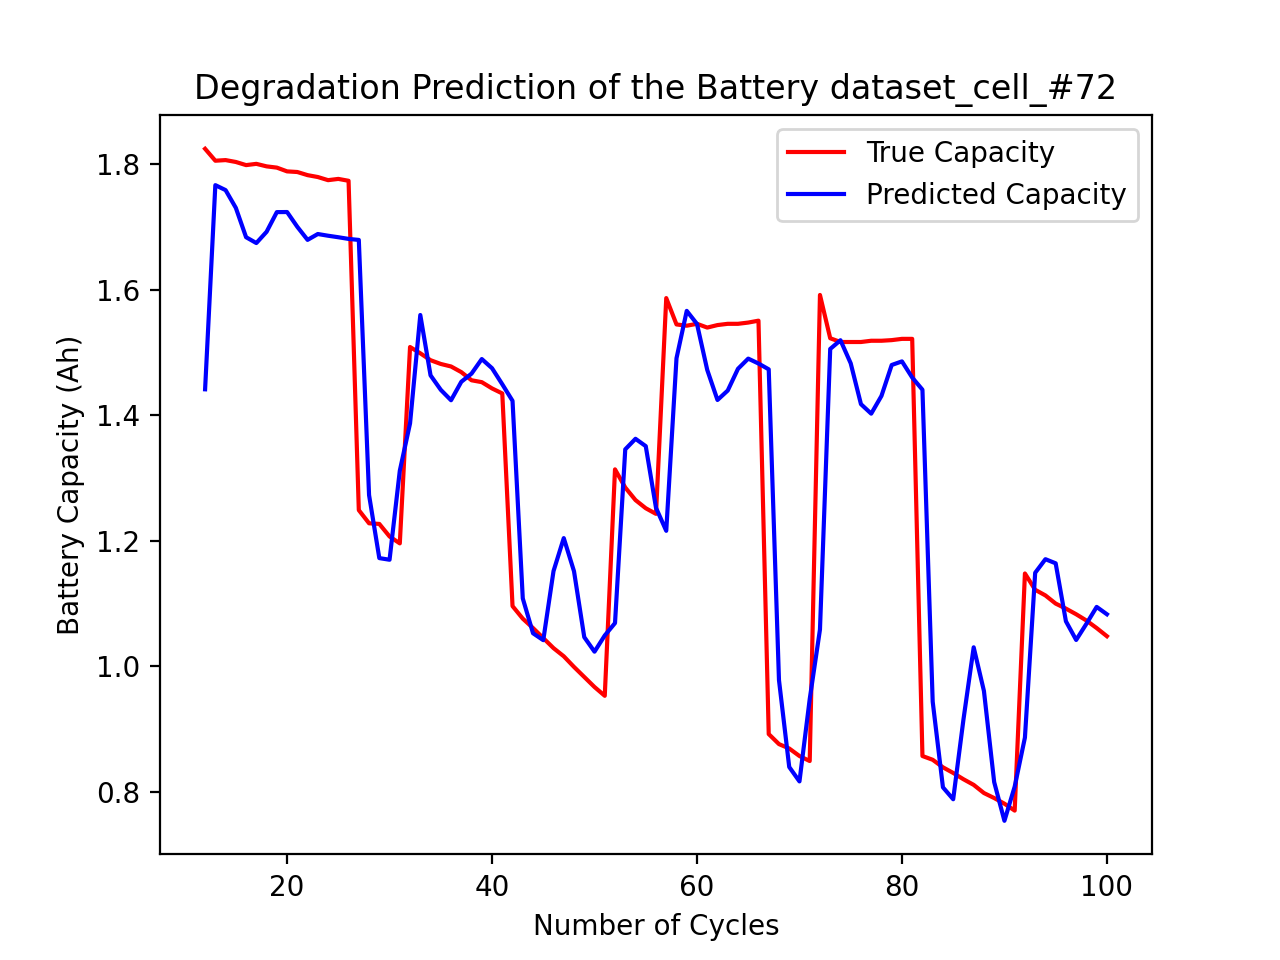 Degradation Prediction of the Battery dataset_cell_#72
True Capacity
Predicted Capacity
Battery Capacity (Ah)
1.8
1.6
1.4
1.2
1.0
0.8
20 40 60 80 100
Number of Cycles